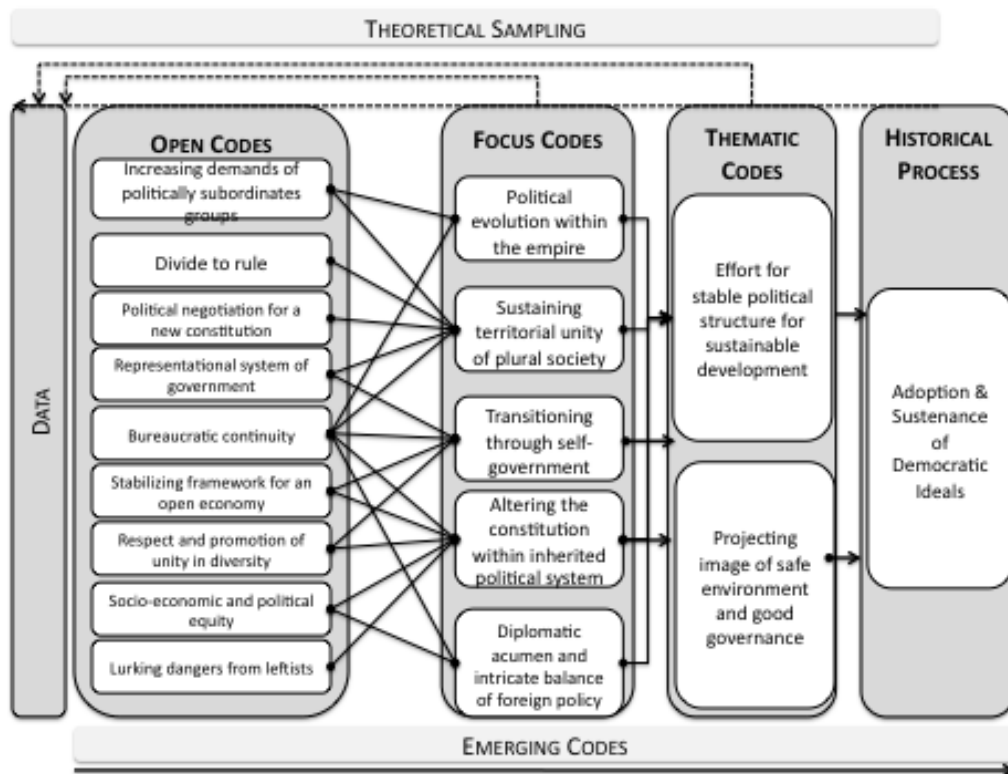 THEORETICAL SAMPLING
DATA
OPEN CODES
Increasing demands of
politically subordinates
groups
Divide to rule
Political negotiation for a
new constitution
Representational system of
government
Bureaucratic continuity
Stabilizing framework for an
open economy
Respect and promotion of
unity in diversity
Socio-economic and political
equity
Lurking dangers from leftists
FOCUS CODES
Political
evolution within
the empire
Sustaining
territorial unity
of plural society
Transitioning
through self-
government
Altering the
constitution
within inherited
political system
Diplomatic
acumen and
intricate balance
of foreign policy
THEMATIC
CODES
Effort for
stable political
structure for
sustainable
development
Projecting
image of safe
environment
and good
governance
HISTORICAL
PROCESS
Adoption &
Sustenance
of
Democratic
Ideals
EMERGING CODES